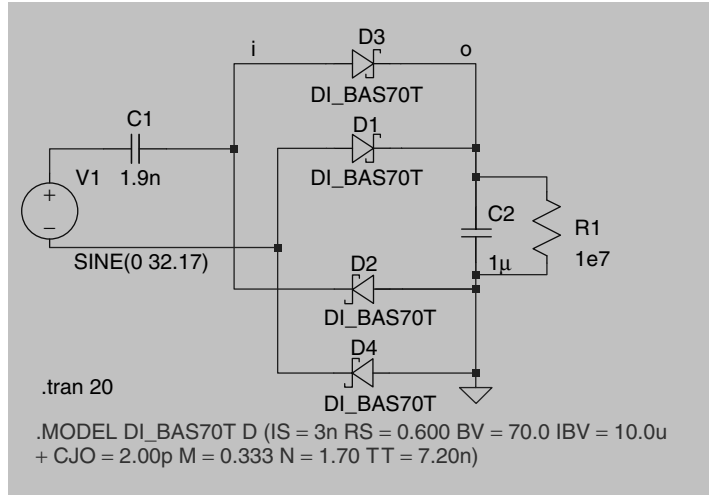 i
D3
o
DI_BAS70T
C1
D1
V1
1.9n
DI_BAS70T
+
−
C2
R1
SINE(0 32.17)
D2
1µ
1e7
DI_BAS70T
D4
.tran 20
DI_BAS70T
.MODEL DI_BAS70T D (IS = 3n RS = 0.600 BV = 70.0 IBV = 10.0u
+ CJO = 2.00p M = 0.333 N = 1.70 TT = 7.20n)